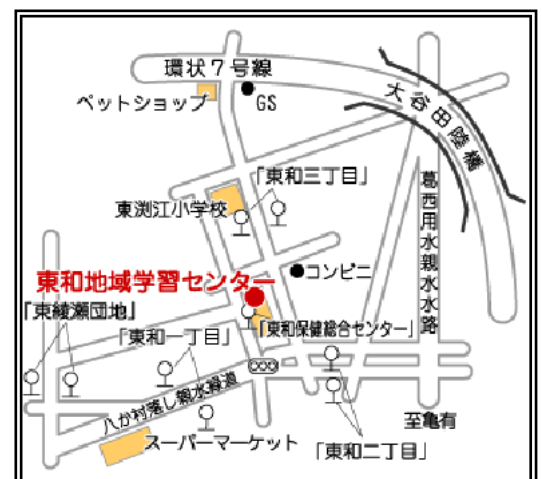 環状7号線
ペットショップ
GS
大谷田陸橋
「東和三丁目」
東渕江小学校
葛西用水親水水路
コンビニ
東和地域学習センター
「東綾瀬団地」
「東和一丁目」
「東和保健総合センター」
八か村落し親水緑道
スーパーマーケット
「東和二丁目」
至亀有